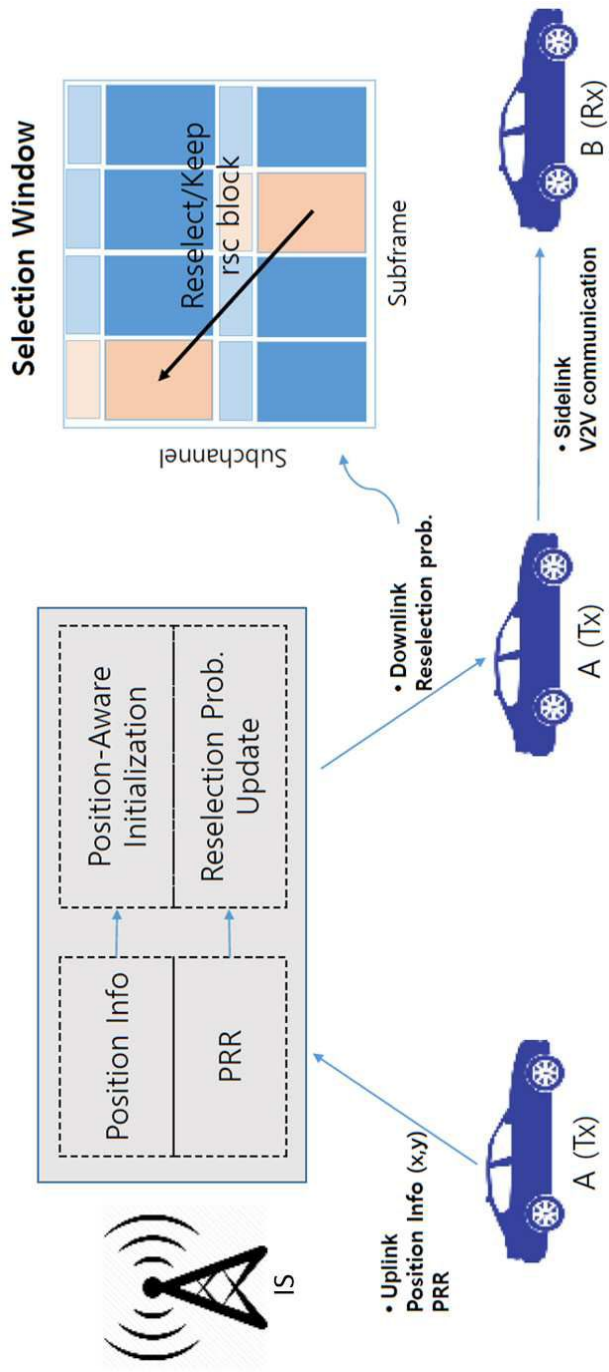 Selection Window
Reselect/Keep
rsc block
Subchannel
Subframe
Position Info
PRR
Position-Aware
Initialization
Reselection Prob.
Update
IS
• Uplink
Position Info (x,y)
PRR
• Downlink
Reselection prob.
• Sidelink
V2V communication
A (Tx)
A (Tx)
B (Rx)